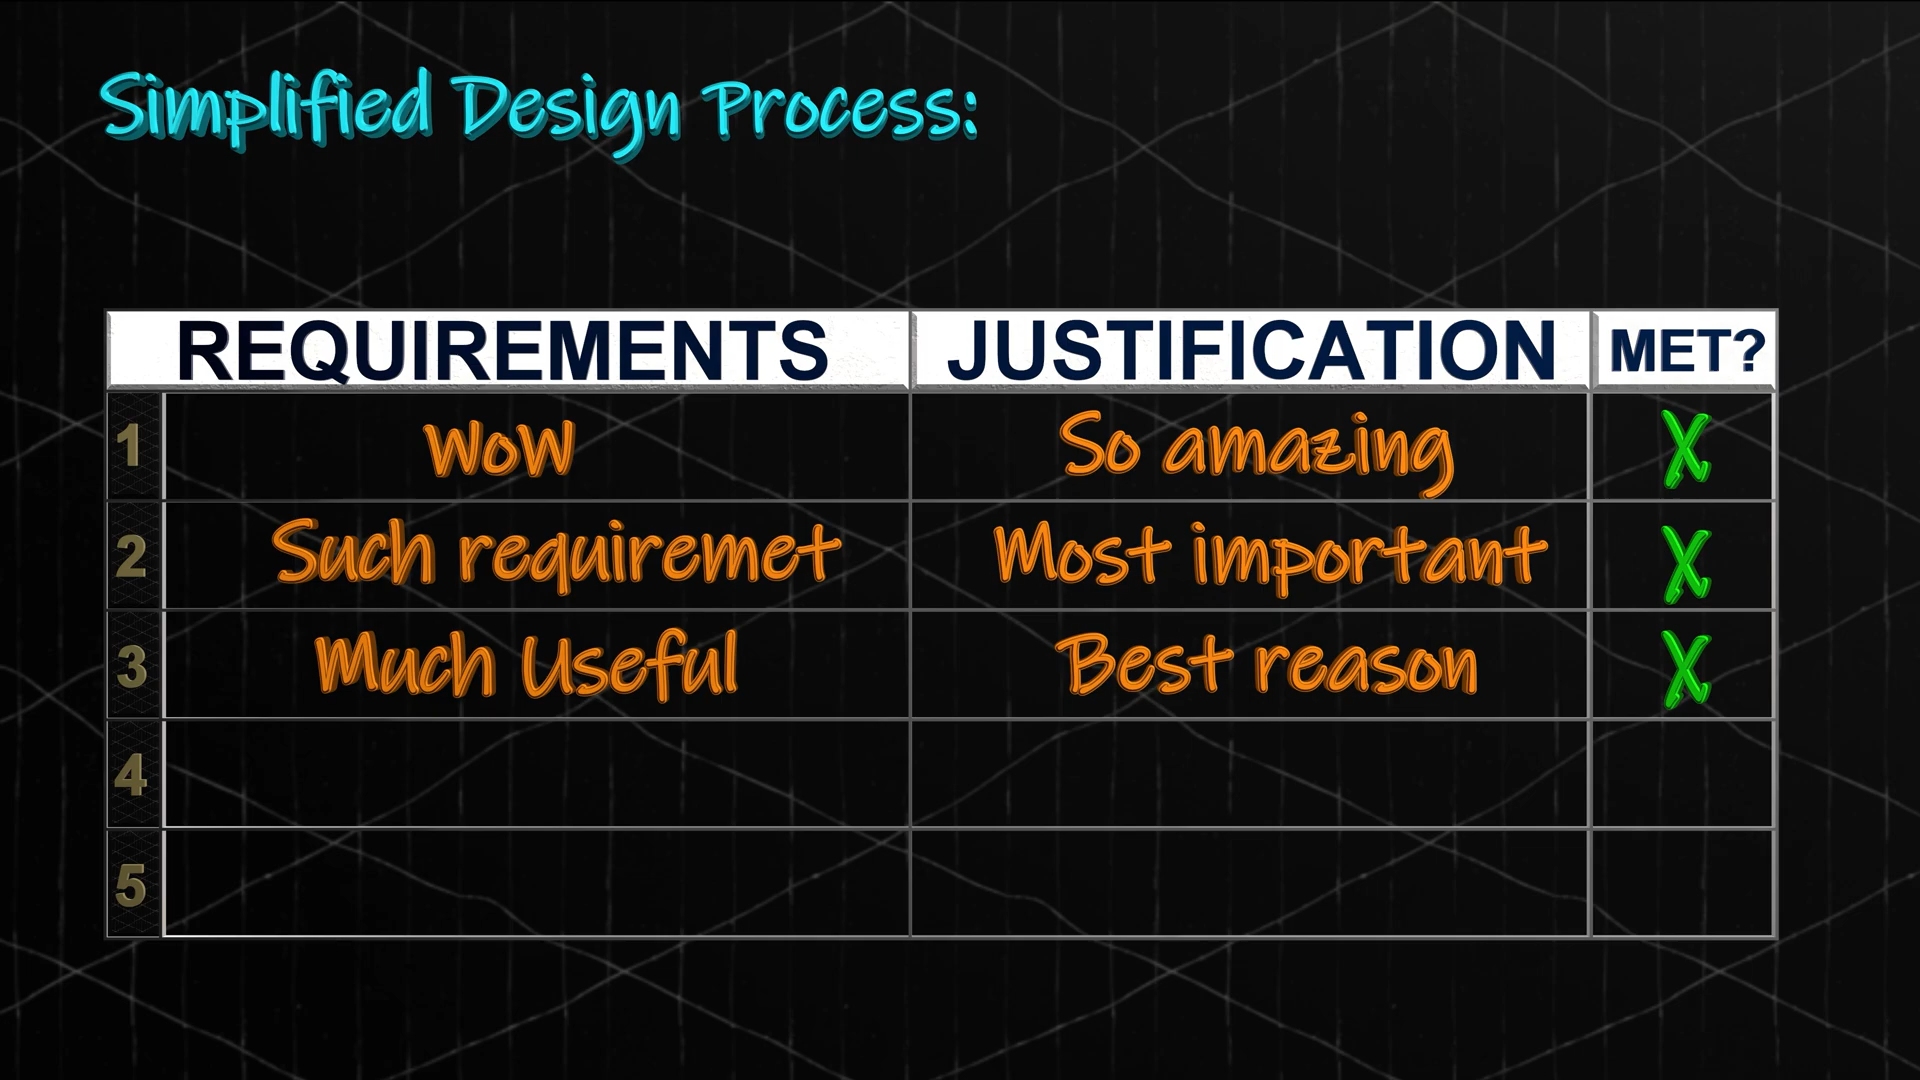 Simplified Design Process:
REQUIREMENTS JUSTIFICATION MET?
1 WoW So amazing X
2 Such requiremet Most important X
3 Much Useful Best reason X
4
5